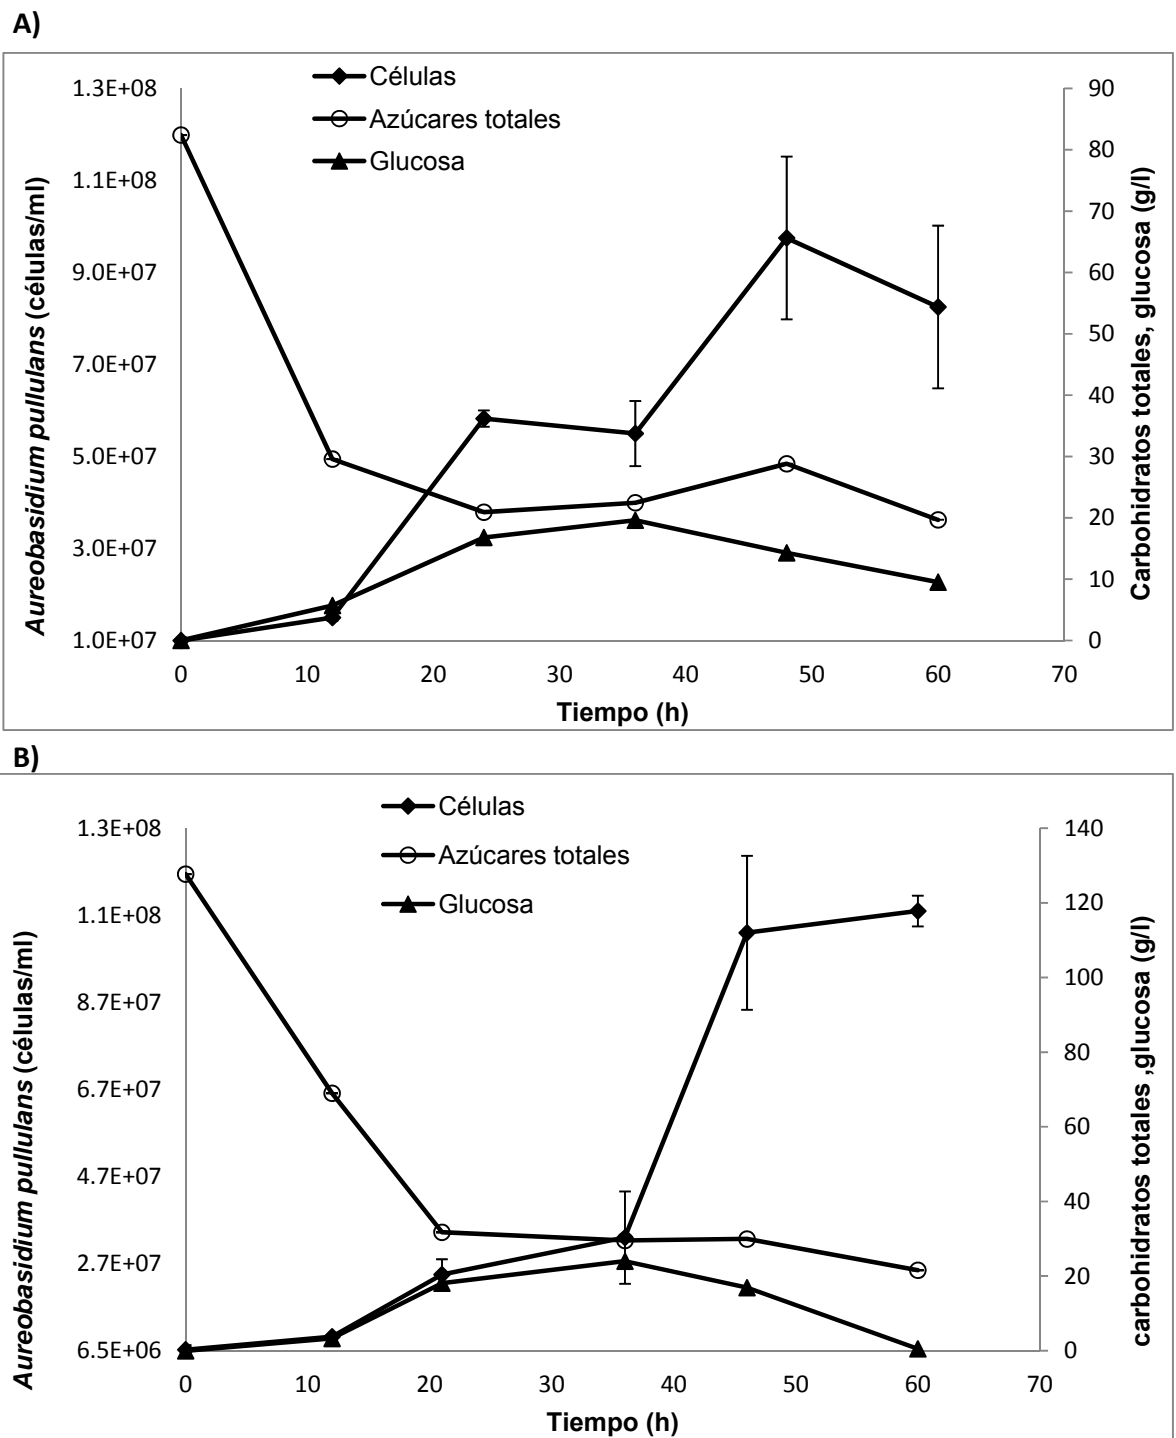 A)
Células
Azúcares totales
Glucosa
1.3E+08
1.1E+08
9.0E+07
7.0E+07
5.0E+07
3.0E+07
1.0E+07
Aureobasidium pullulans (células/ml)
90
80
70
60
50
40
30
20
10
0
Carbohidratos totales, glucosa (g/l)
0 10 20 30 40 50 60 70
Tiempo (h)
B)
Células
Azúcares totales
Glucosa
1.3E+08
1.1E+08
8.7E+07
6.7E+07
4.7E+07
2.7E+07
6.5E+06
Aureobasidium pullulans (células/ml)
140
120
100
80
60
40
20
0
carbohidratos totales ,glucosa (g/l)
0 10 20 30 40 50 60 70
Tiempo (h)